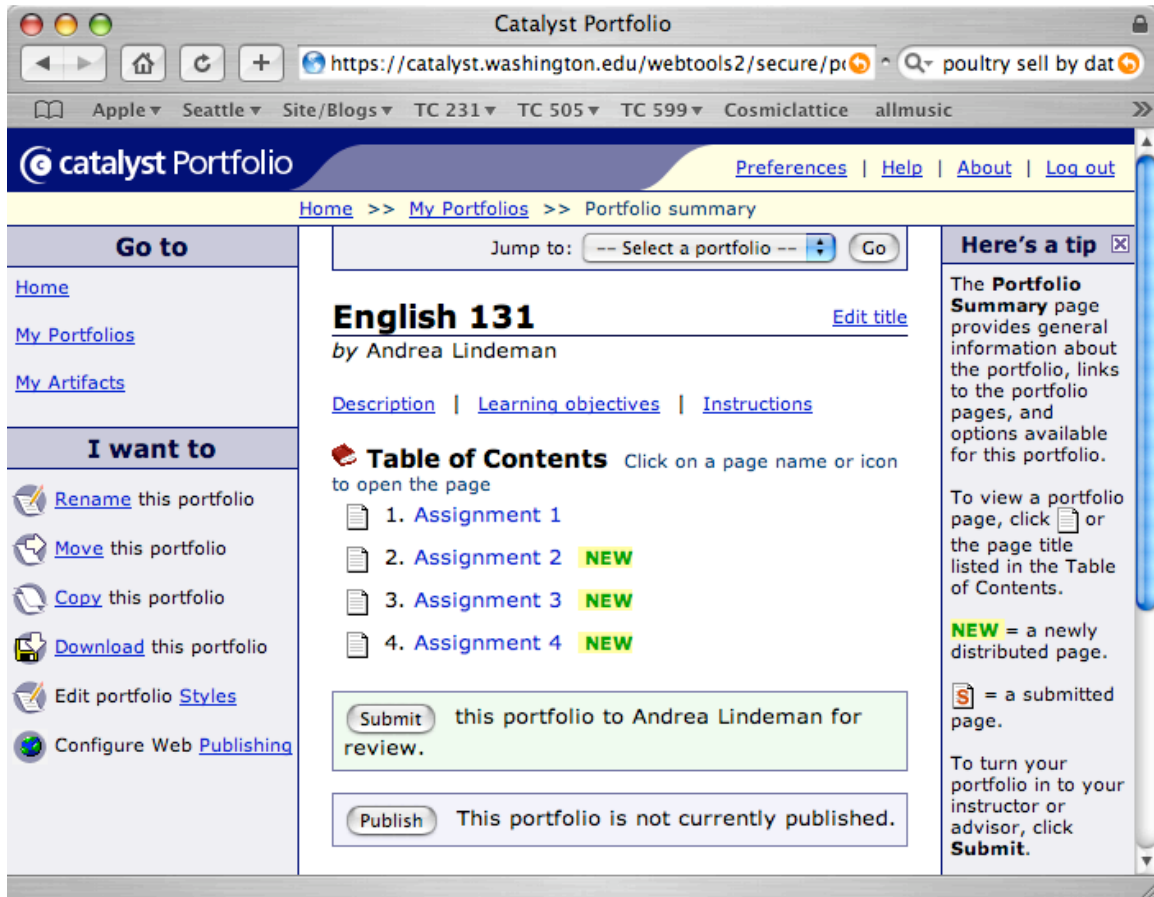 Catalyst Portfolio
https://catalyst.washington.edu/webtools2/secure/po
poultry sell by dat
Apple Seattle Site/Blogs TC 231 TC 505 TC 599 Cosmiclattice allmusic
catalyst Portfolio
Preferences | Help | About | Log out
Home >> My Portfolios >> Portfolio summary
Go to
Home
My Portfolios
My Artifacts
I want to
Rename this portfolio
Move this portfolio
Copy this portfolio
Download this portfolio
Edit portfolio Styles
Configure Web Publishing
Jump to: -- Select a portfolio -- Go
English 131 Edit title
by Andrea Lindeman
Description | Learning objectives | Instructions
Table of Contents Click on a page name or icon
to open the page
1. Assignment 1
2. Assignment 2 NEW
3. Assignment 3 NEW
4. Assignment 4 NEW
Submit this portfolio to Andrea Lindeman for
review.
Publish This portfolio is not currently published.
Here's a tip
The Portfolio
Summary page
provides general
information about
the portfolio, links
to the portfolio
pages, and
options available
for this portfolio.
To view a portfolio
page, click or
the page title
listed in the Table
of Contents.
NEW = a newly
distributed page.
S = a submitted
page.
To turn your
portfolio in to your
instructor or
advisor, click
Submit.